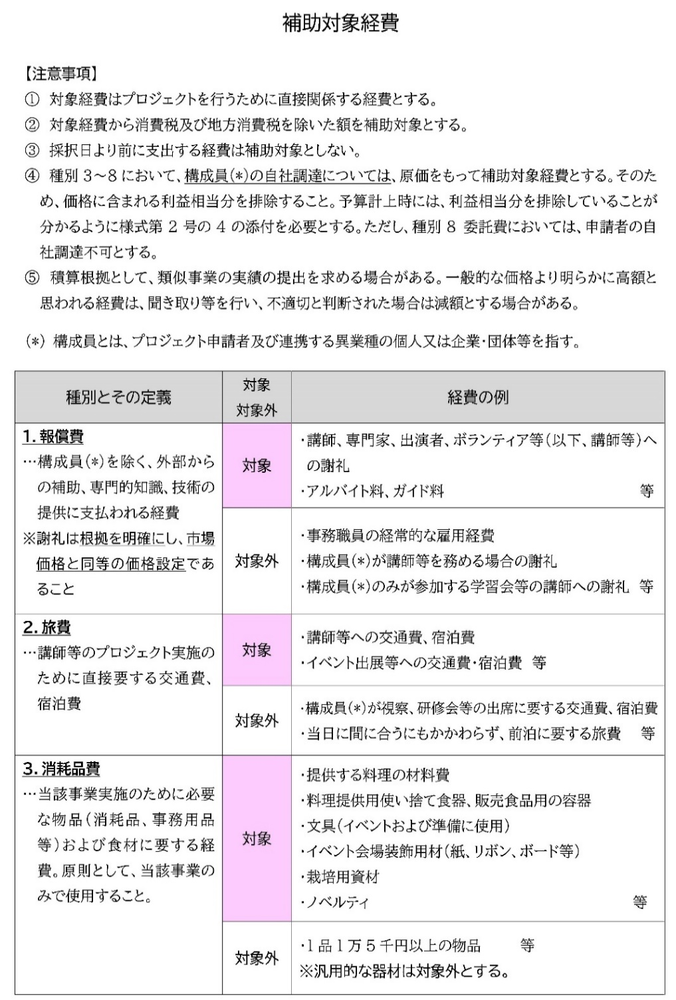 補助対象経費
【注意事項】
① 対象経費はプロジェクトを行うために直接関係する経費とする。
② 対象経費から消費税及び地方消費税を除いた額を補助対象とする。
③ 採択日より前に支出する経費は補助対象としない。
④ 種別3～8において、構成員(*)の自社調達については、原価をもって補助対象経費とする。そのた
め、価格に含まれる利益相当分を排除すること。予算計上時には、利益相当分を排除していることが
分かるように様式第2号の4の添付を必要とする。ただし、種別8 委託費においては、申請者の自
社調達不可とする。
⑤ 積算根拠として、類似事業の実績の提出を求める場合がある。一般的な価格より明らかに高額と
思われる経費は、聞き取り等を行い、不適切と判断された場合は減額とする場合がある。
(*) 構成員とは、プロジェクト申請者及び連携する異業種の個人又は企業・団体等を指す。
種別とその定義
対象
対象外
経費の例
1. 報償費
…構成員(*)を除く、外部から
の補助、専門的知識、技術の
提供に支払われる経費
※謝礼は根拠を明確にし、市場
価格と同等の価格設定であ
ること
対象
・講師、専門家、出演者、ボランティア等(以下、講師等)へ
の謝礼
・アルバイト料、ガイド料 等
対象外
・事務職員の経常的な雇用経費
・構成員(*)が講師等を務める場合の謝礼
・構成員(*)のみが参加する学習会等の講師への謝礼 等
2. 旅費
…講師等のプロジェクト実施の
ために直接要する交通費、
宿泊費
対象
・講師等への交通費、宿泊費
・イベント出展等への交通費・宿泊費 等
対象外
・構成員(*)が視察、研修会等の出席に要する交通費、宿泊費
・当日に間に合うにもかかわらず、前泊に要する旅費 等
3. 消耗品費
…当該事業実施のために必要
な物品(消耗品、事務用品
等)および食材に要する経
費。原則として、当該事業の
みで使用すること。
対象
・提供する料理の材料費
・料理提供用使い捨て食器、販売食品用の容器
・文具(イベントおよび準備に使用)
・イベント会場装飾用材(紙、リボン、ボード等)
・栽培用資材
・ノベルティ 等
対象外
・1品1万5千円以上の物品 等
※汎用的な器材は対象外とする。